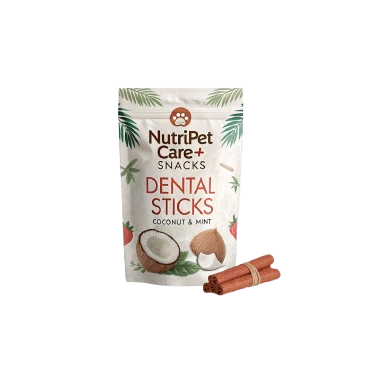 NutriPet
Care+
SNACKS
DENTAL
STICKS
COCONUT & MINT